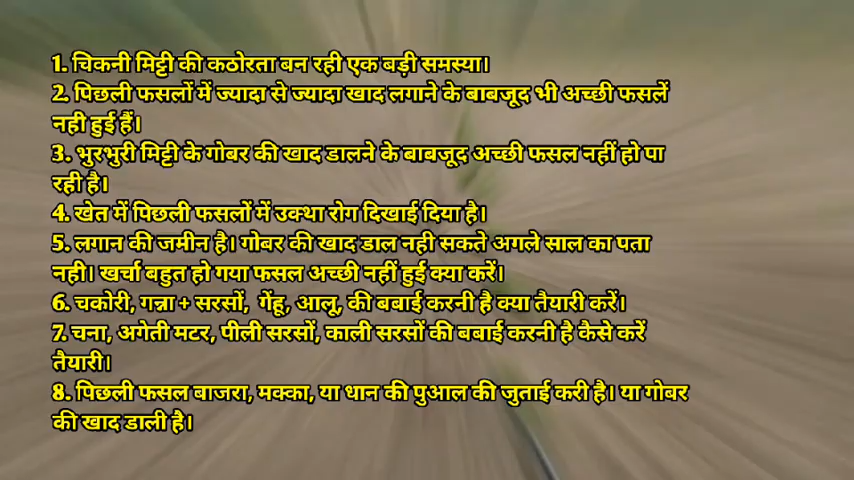 1. चिकनी मिट्टी की कठोरता बन रही एक बड़ी समस्या।
2. पिछली फसलों में ज्यादा से ज्यादा खाद लगाने के बाबजूद भी अच्छी फसलें
नही हुई हैं।
3. भुरभुरी मिट्टी के गोबर की खाद डालने के बाबजूद अच्छी फसल नहीं हो पा
रही है।
4. खेत में पिछली फसलों में उक्था रोग दिखाई दिया है।
5. लगान की जमीन है। गोबर की खाद डाल नही सकते अगले साल का पता
नही। खर्चा बहुत हो गया फसल अच्छी नहीं हुई क्या करें।
6. चकोरी, गन्ना + सरसों, गेंहू, आलू, की बबाई करनी है क्या तैयारी करें।
7. चना, अगेती मटर, पीली सरसों, काली सरसों की बबाई करनी है कैसे करें
तैयारी।
8. पिछली फसल बाजरा, मक्का, या धान की पुआल की जुताई करी है। या गोबर
की खाद डाली है।